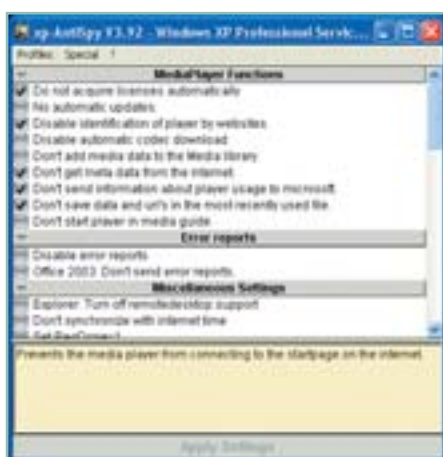 xp-AntiSpy V3.92 - Windows XP Professional Servic...
Profiles Special ?
MediaPlayer Functions
Do not acquire licenses automatically
No automatic updates
Disable identification of player by websites
Disable automatic codec download
Don't add media data to the Media library
Don't get meta data from the internet
Don't send information about player usage to microsoft
Don't save data and url's in the most recently used file
Don't start player in media guide
Error reports
Disable error reports
Office 2003: Don't send error reports
Miscellaneous Settings
Explorer: Turn off remotedesktop support
Don't synchronize with internet time
Prevents the media player from connecting to the startpage on the internet.
Apply Settings